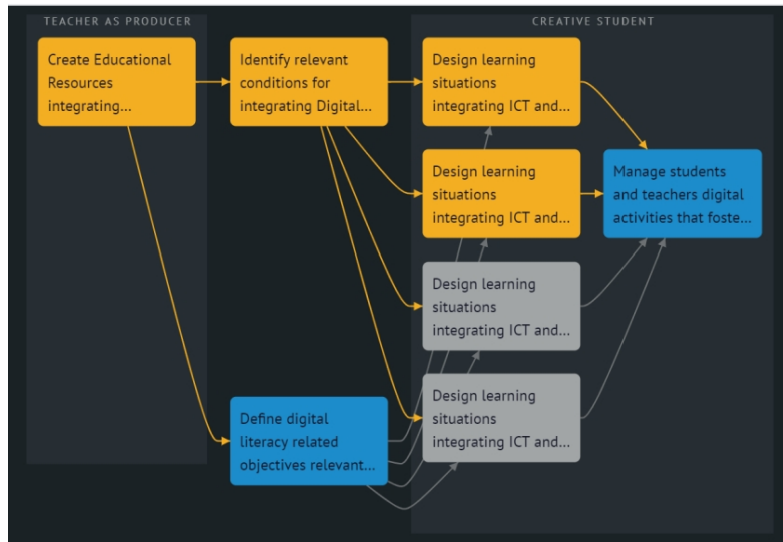 TEACHER AS PRODUCER
CREATIVE STUDENT
Create Educational
Resources
integrating...
Identify relevant
conditions for
integrating Digital...
Design learning
situations
integrating ICT and...
Design learning
situations
integrating ICT and...
Manage students
and teachers digital
activities that foste...
Design learning
situations
integrating ICT and...
Define digital
literacy related
objectives relevant...
Design learning
situations
integrating ICT and...